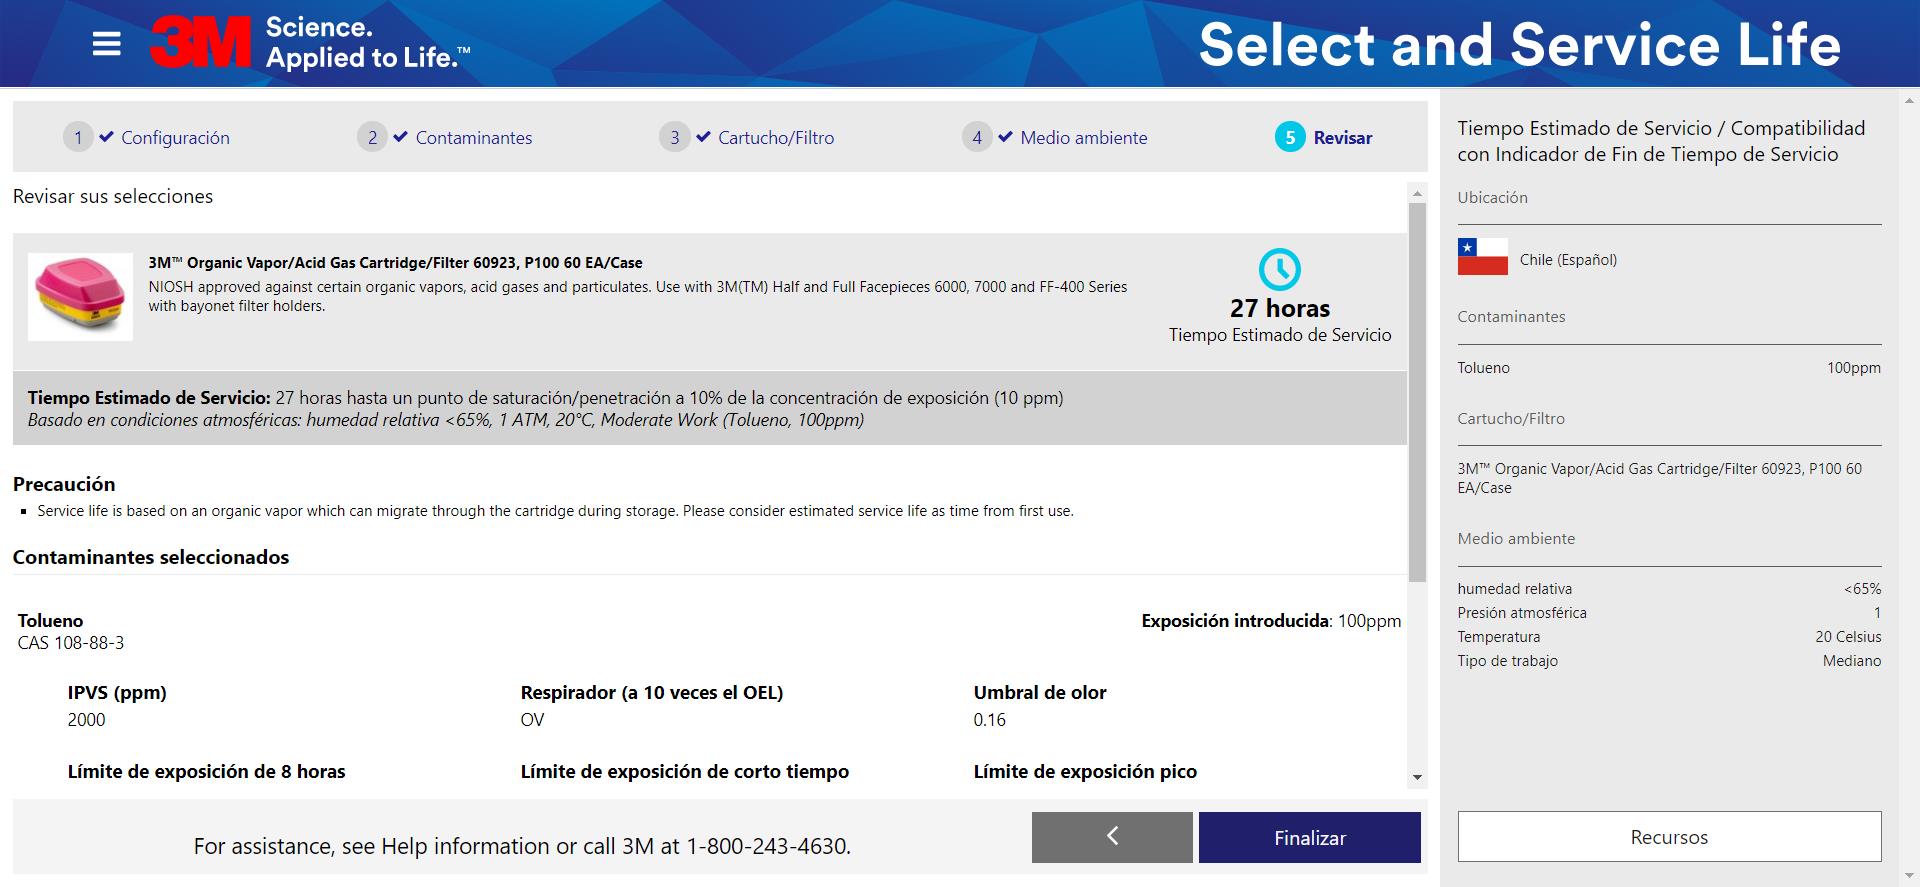 3M Science.
Applied to Life.™
Select and Service Life
1 Configuración
2 Contaminantes
3 Cartucho/Filtro
4 Medio ambiente
5 Revisar
Revisar sus selecciones
3M™ Organic Vapor/Acid Gas Cartridge/Filter 60923, P100 60 EA/Case
NIOSH approved against certain organic vapors, acid gases and particulates. Use with 3M(TM) Half and Full Facepieces 6000, 7000 and FF-400 Series
with bayonet filter holders.
27 horas
Tiempo Estimado de Servicio
Tiempo Estimado de Servicio: 27 horas hasta un punto de saturación/penetración a 10% de la concentración de exposición (10 ppm)
Basado en condiciones atmosféricas: humedad relativa <65%, 1 ATM, 20°C, Moderate Work (Tolueno, 100ppm)
Precaución
▪ Service life is based on an organic vapor which can migrate through the cartridge during storage. Please consider estimated service life as time from first use.
Contaminantes seleccionados
Tolueno
CAS 108-88-3
Exposición introducida: 100ppm
IPVS (ppm)
2000
Respirador (a 10 veces el OEL)
OV
Umbral de olor
0.16
Límite de exposición de 8 horas
Límite de exposición de corto tiempo
Límite de exposición pico
For assistance, see Help information or call 3M at 1-800-243-4630.
<
Finalizar
Tiempo Estimado de Servicio / Compatibilidad
con Indicador de Fin de Tiempo de Servicio
Ubicación
Chile (Español)
Contaminantes
Tolueno 100ppm
Cartucho/Filtro
3M™ Organic Vapor/Acid Gas Cartridge/Filter 60923, P100 60
EA/Case
Medio ambiente
humedad relativa <65%
Presión atmosférica 1
Temperatura 20 Celsius
Tipo de trabajo Mediano
Recursos